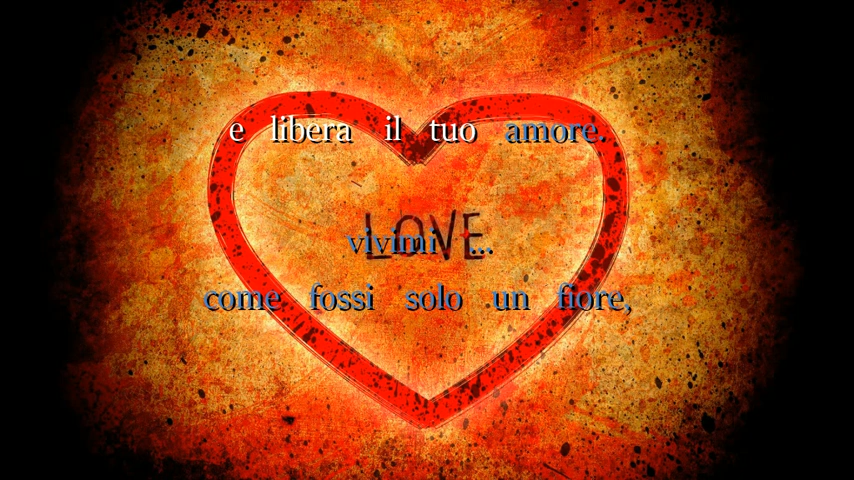 e libera il tuo amore.
LOVE
vivimi ...
come fossi solo un fiore,